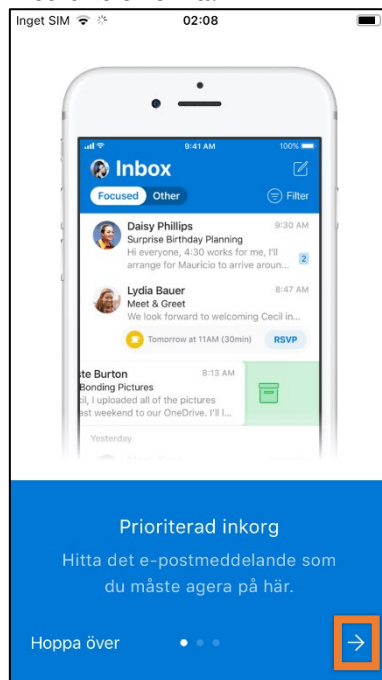 Inget SIM 02:08
9:41 AM 100%
Inbox
Focused Other Filter
Daisy Phillips 9:30 AM
Surprise Birthday Planning
Hi everyone, 4:30 works for me, I'll
arrange for Mauricio to arrive aroun... 2
Lydia Bauer 8:47 AM
Meet & Greet
We look forward to welcoming Cecil in...
Tomorrow at 11AM (30min) RSVP
te Burton 8:13 AM
Bonding Pictures
cil, I uploaded all of the pictures
ast weekend to our OneDrive. I'll l...
Yesterday
Prioriterad inkorg
Hitta det e-postmeddelande som
du måste agera på här.
Hoppa över